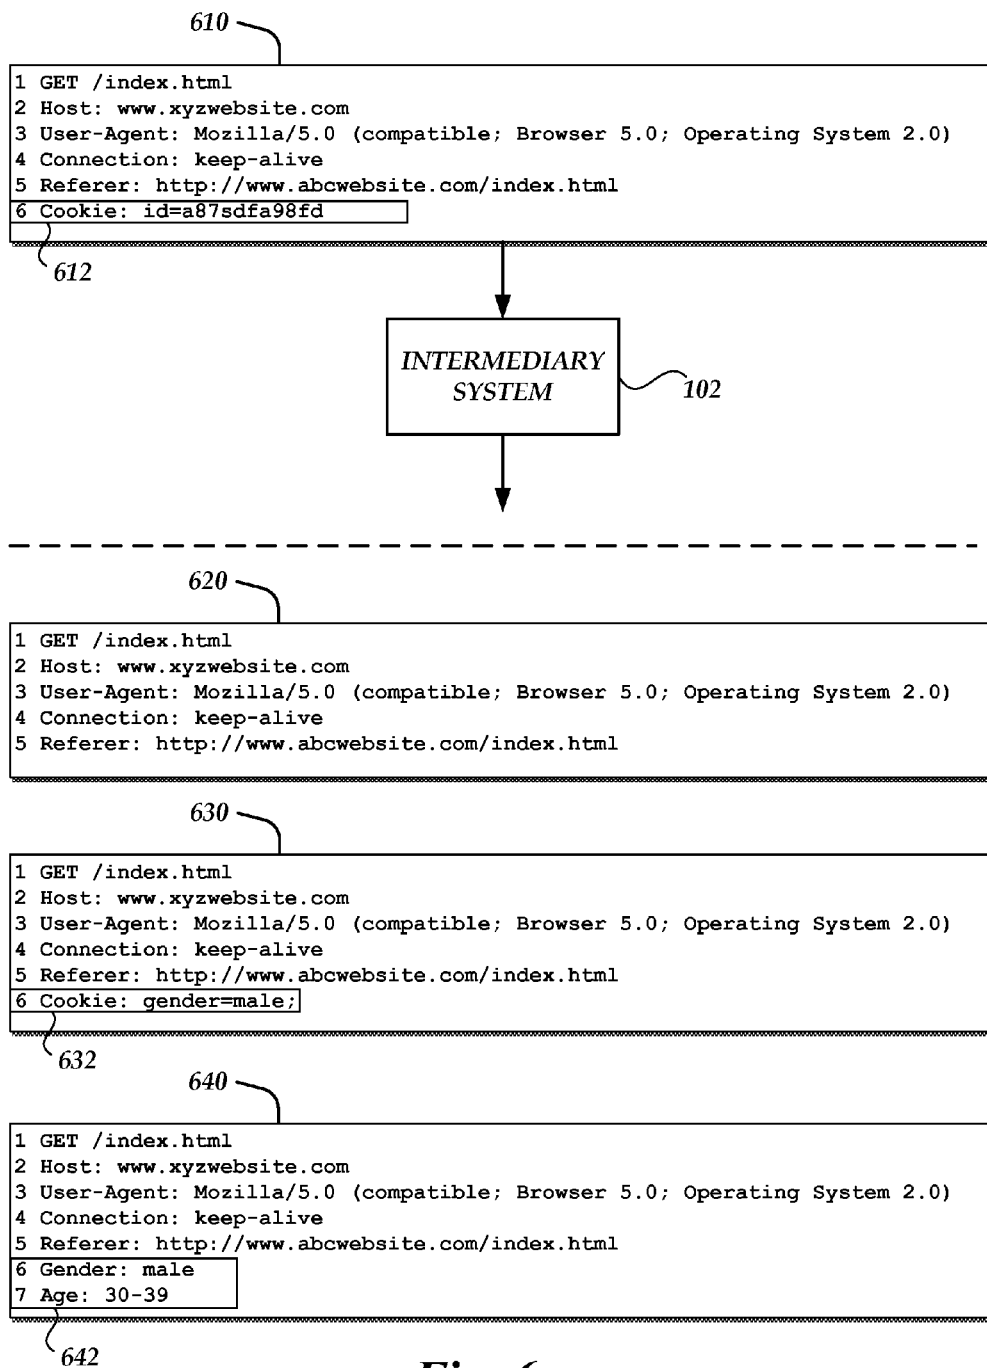 610
1 GET /index.html
2 Host: www.xyzwebsite.com
3 User-Agent: Mozilla/5.0 (compatible; Browser 5.0; Operating System 2.0)
4 Connection: keep-alive
5 Referer: http://www.abcwebsite.com/index.html
6 Cookie: id=a87sdfa98fd
612
INTERMEDIARY
SYSTEM
102
620
1 GET /index.html
2 Host: www.xyzwebsite.com
3 User-Agent: Mozilla/5.0 (compatible; Browser 5.0; Operating System 2.0)
4 Connection: keep-alive
5 Referer: http://www.abcwebsite.com/index.html
630
1 GET /index.html
2 Host: www.xyzwebsite.com
3 User-Agent: Mozilla/5.0 (compatible; Browser 5.0; Operating System 2.0)
4 Connection: keep-alive
5 Referer: http://www.abcwebsite.com/index.html
6 Cookie: gender=male;
632
640
1 GET /index.html
2 Host: www.xyzwebsite.com
3 User-Agent: Mozilla/5.0 (compatible; Browser 5.0; Operating System 2.0)
4 Connection: keep-alive
5 Referer: http://www.abcwebsite.com/index.html
6 Gender: male
7 Age: 30-39
642